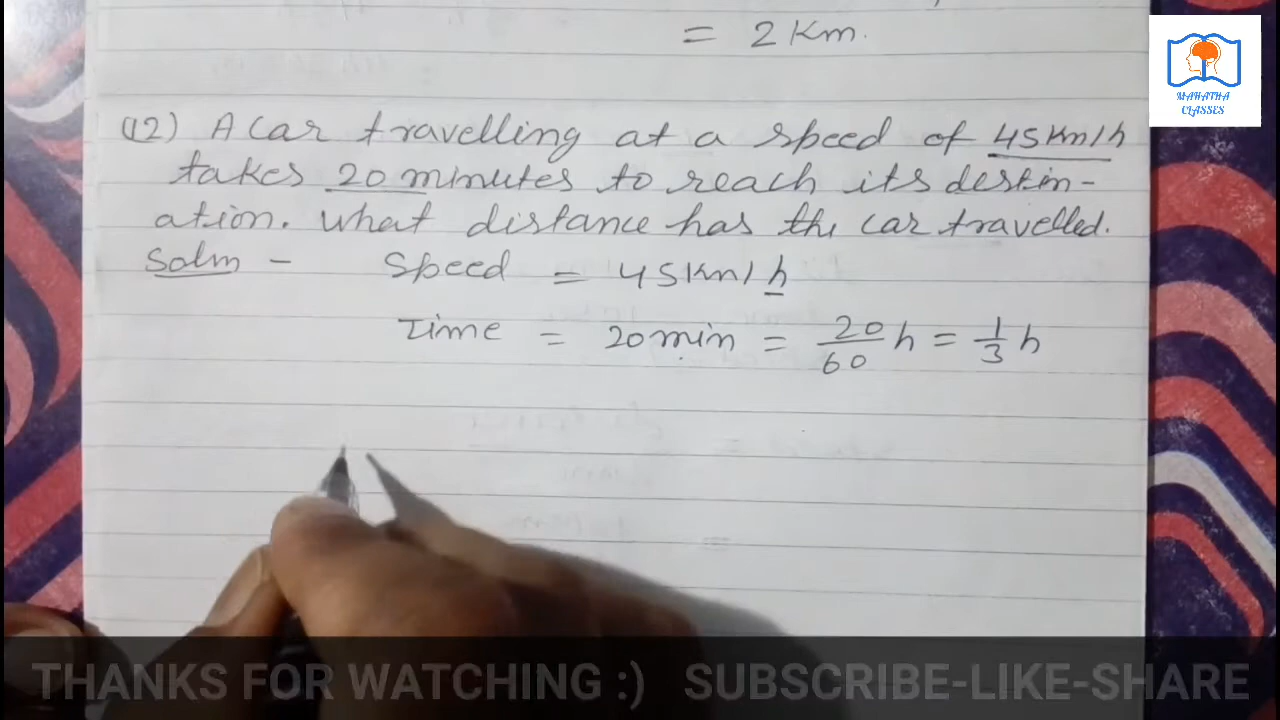 = 2 Km.
MAHATHA
CLASSES
(12) A Car travelling at a speed of 45 Km/h
takes 20 minutes to reach its destin-
ation. What distance has the car travelled.
Soln - Speed = 45 Km/h
Time = 20 min = 20/60 h = 1/3 h
THANKS FOR WATCHING :) SUBSCRIBE-LIKE-SHARE